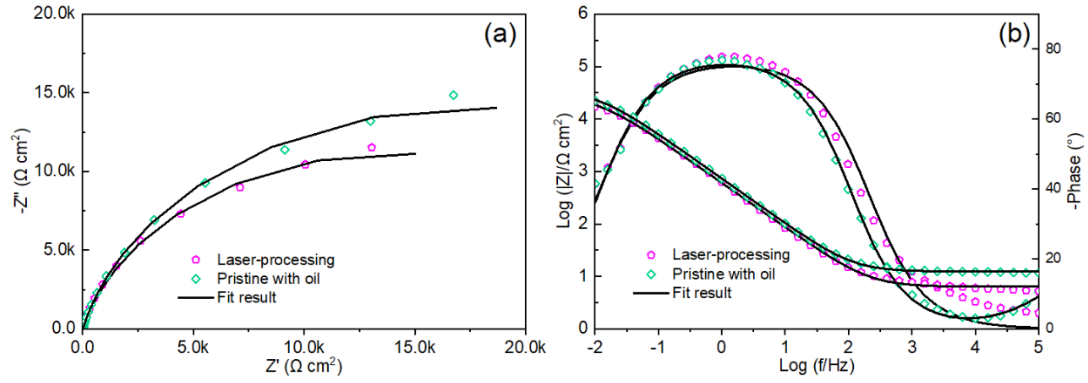 20.0k
15.0k
10.0k
5.0k
0.0
-Z'' (Ω cm²)
(a)
Laser-processing
Pristine with oil
Fit result
0.0 5.0k 10.0k 15.0k 20.0k
Z' (Ω cm²)
6
5
4
3
2
1
0
Log (|Z|/Ω cm²)
(b)
Laser-processing
Pristine with oil
Fit result
80
60
40
20
0
-Phase (°)
-2 -1 0 1 2 3 4 5
Log (f/Hz)